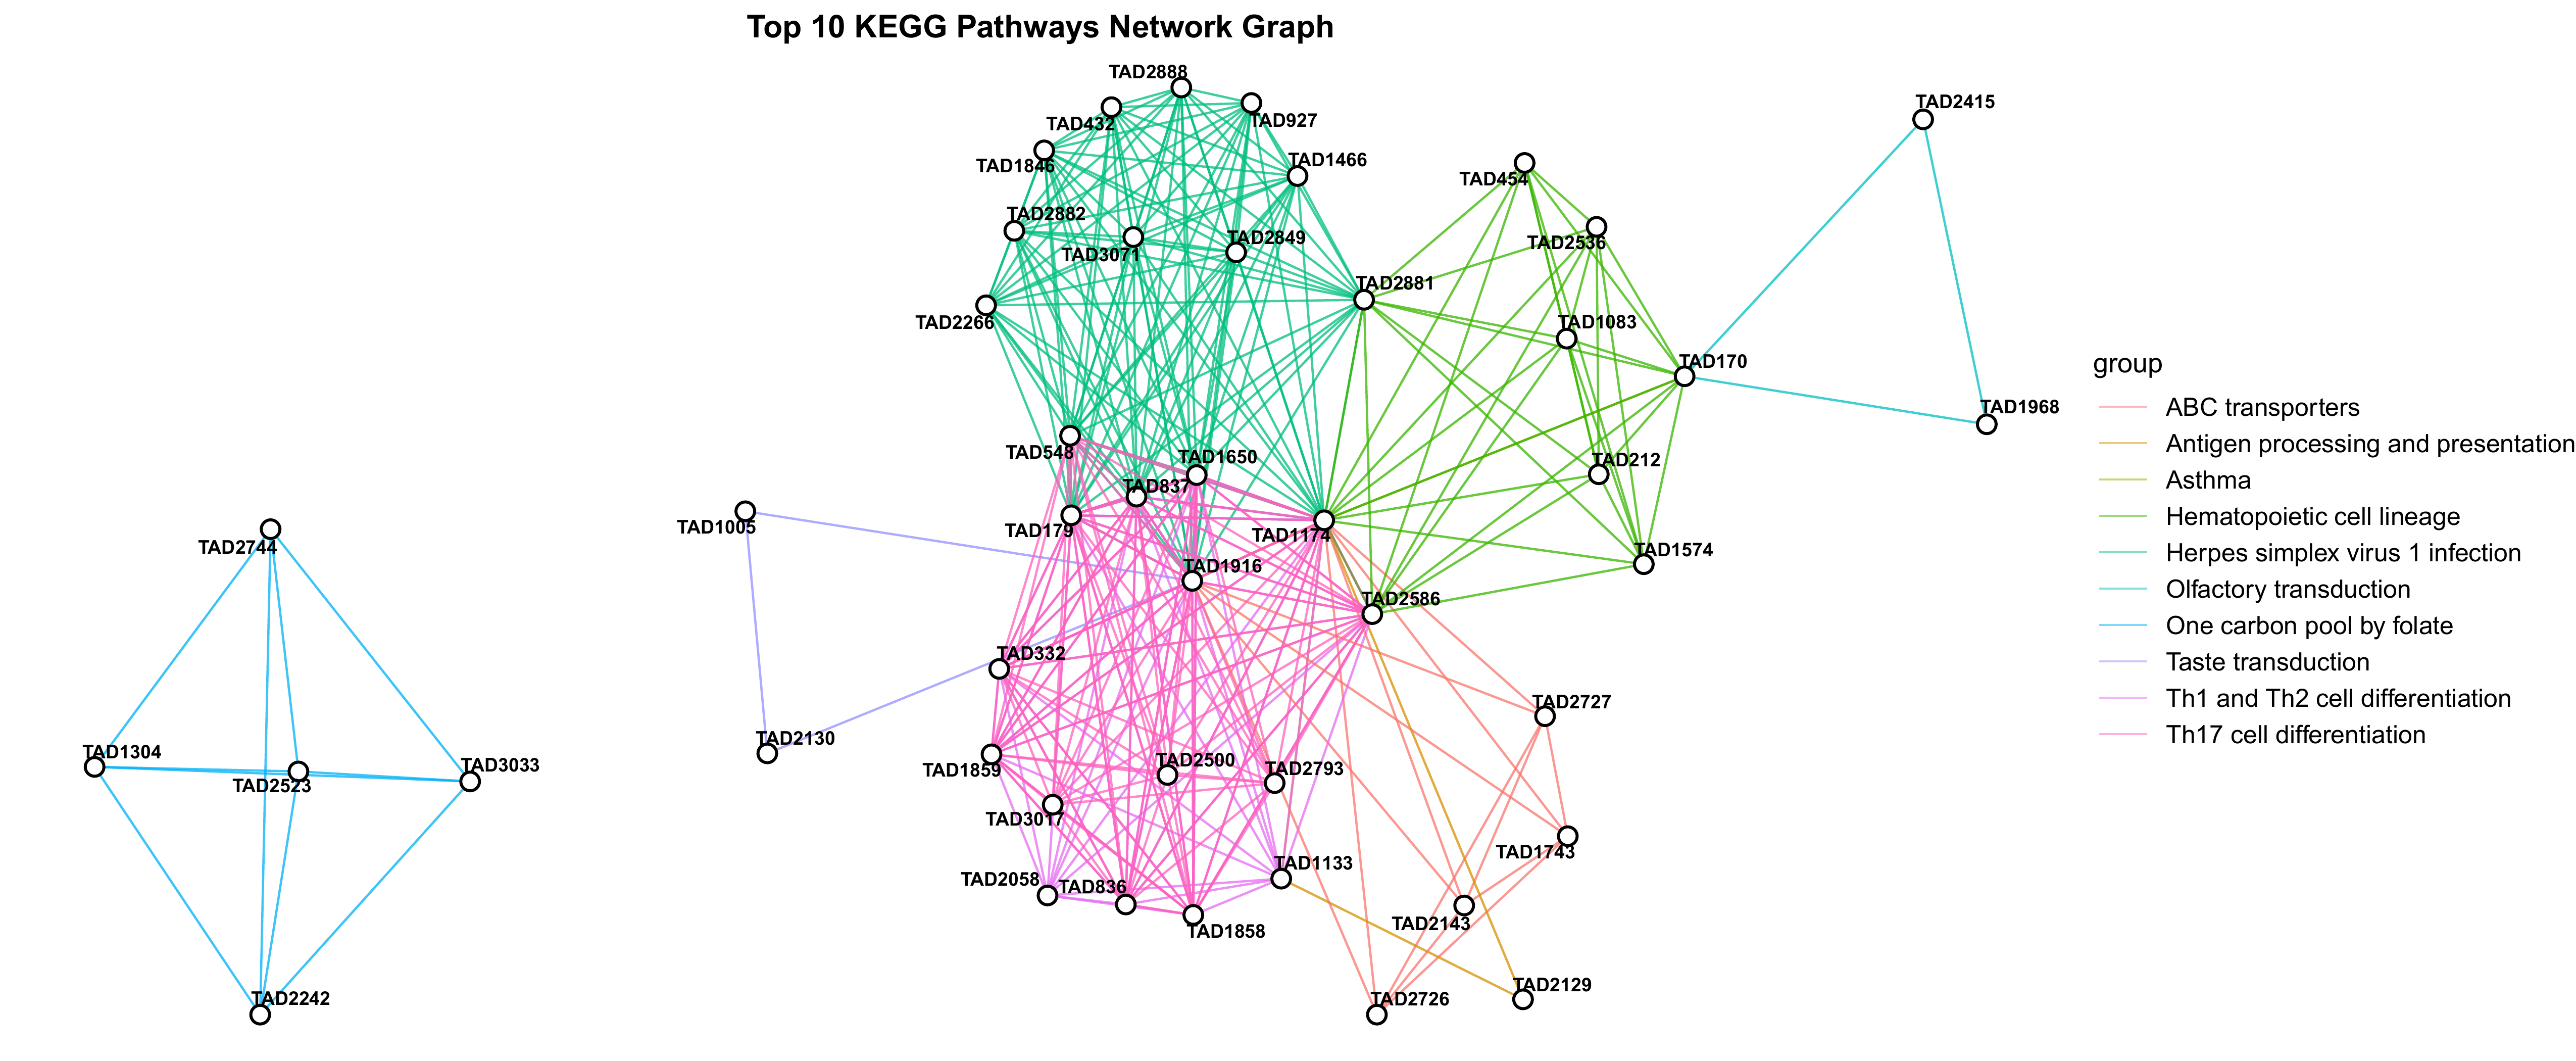 Top 10 KEGG Pathways Network Graph
TAD2888
TAD432
TAD927
TAD1846
TAD1466
TAD2882
TAD3071
TAD2849
TAD2266
TAD2881
TAD454
TAD2536
TAD1083
TAD170
TAD2415
TAD1968
TAD212
TAD1574
TAD548
TAD1650
TAD837
TAD179
TAD1174
TAD1916
TAD2586
TAD1005
TAD2130
TAD332
TAD1859
TAD2500
TAD2793
TAD3017
TAD2058
TAD836
TAD1133
TAD1858
TAD2727
TAD1743
TAD2143
TAD2726
TAD2129
TAD2744
TAD1304
TAD2523
TAD3033
TAD2242
group
ABC transporters
Antigen processing and presentation
Asthma
Hematopoietic cell lineage
Herpes simplex virus 1 infection
Olfactory transduction
One carbon pool by folate
Taste transduction
Th1 and Th2 cell differentiation
Th17 cell differentiation